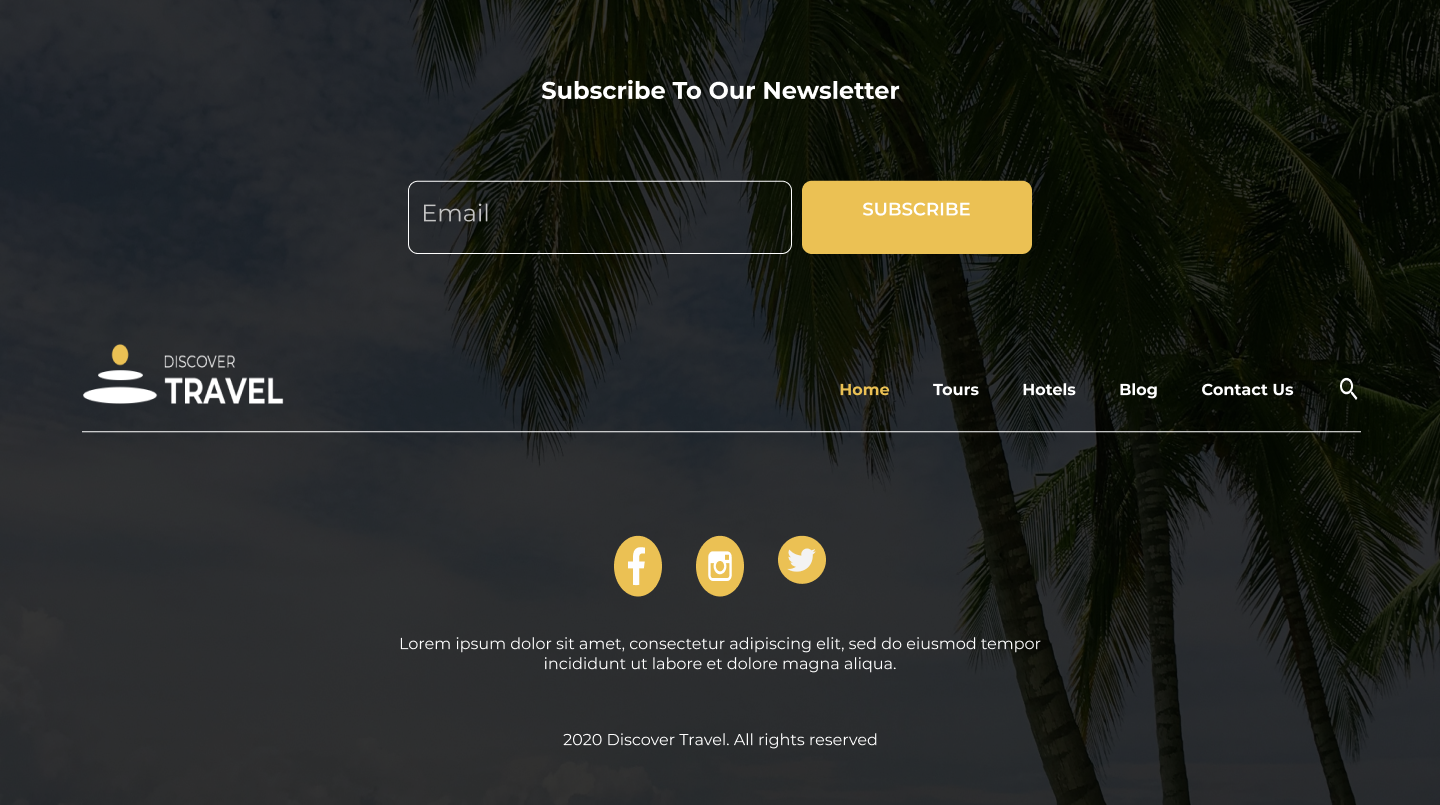 Subscribe To Our Newsletter
Email
SUBSCRIBE
DISCOVER
TRAVEL
Home
Tours
Hotels
Blog
Contact Us
Lorem ipsum dolor sit amet, consectetur adipiscing elit, sed do eiusmod tempor
incididunt ut labore et dolore magna aliqua.
2020 Discover Travel. All rights reserved